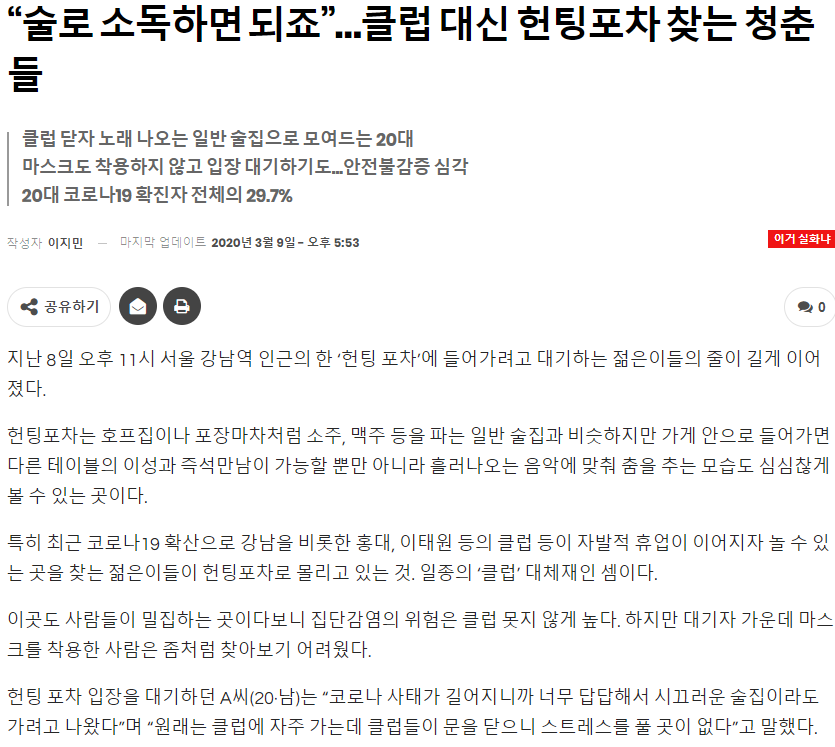 “술로 소독하면 되죠”...클럽 대신 헌팅포차 찾는 청춘
들
클럽 닫자 노래 나오는 일반 술집으로 모여드는 20대
마스크도 착용하지 않고 입장 대기하기도...안전불감증 심각
20대 코로나19 확진자 전체의 29.7%
작성자 이지민 — 마지막 업데이트 2020년 3월 9일 - 오후 5:53
이거 실화냐
공유하기
0
지난 8일 오후 11시 서울 강남역 인근의 한 ‘헌팅 포차’에 들어가려고 대기하는 젊은이들의 줄이 길게 이어
졌다.
헌팅포차는 호프집이나 포장마차처럼 소주, 맥주 등을 파는 일반 술집과 비슷하지만 가게 안으로 들어가면
다른 테이블의 이성과 즉석만남이 가능할 뿐만 아니라 흘러나오는 음악에 맞춰 춤을 추는 모습도 심심찮게
볼 수 있는 곳이다.
특히 최근 코로나19 확산으로 강남을 비롯한 홍대, 이태원 등의 클럽 등이 자발적 휴업이 이어지자 놀 수 있
는 곳을 찾는 젊은이들이 헌팅포차로 몰리고 있는 것. 일종의 ‘클럽’ 대체재인 셈이다.
이곳도 사람들이 밀집하는 곳이다보니 집단감염의 위험은 클럽 못지 않게 높다. 하지만 대기자 가운데 마스
크를 착용한 사람은 좀처럼 찾아보기 어려웠다.
헌팅 포차 입장을 대기하던 A씨(20·남)는 “코로나 사태가 길어지니까 너무 답답해서 시끄러운 술집이라도
가려고 나왔다”며 “원래는 클럽에 자주 가는데 클럽들이 문을 닫으니 스트레스를 풀 곳이 없다”고 말했다.